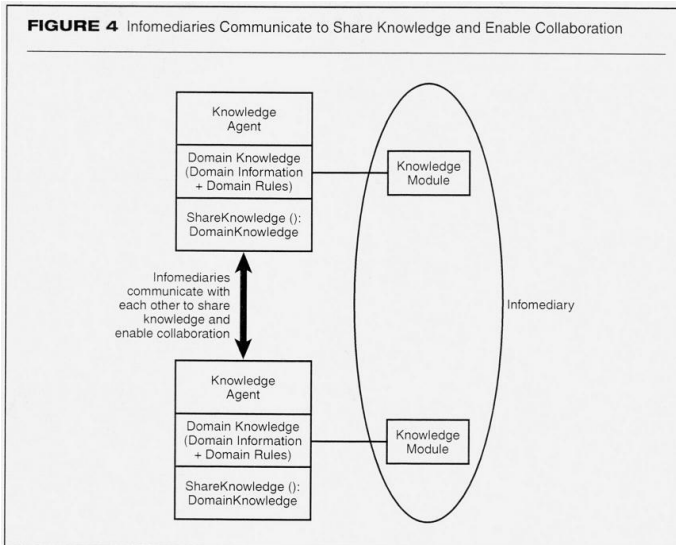 FIGURE 4 Infomediaries Communicate to Share Knowledge and Enable Collaboration
Knowledge
Agent
Domain Knowledge
(Domain Information
+ Domain Rules)
ShareKnowledge ():
DomainKnowledge
Knowledge
Module
Infomediaries
communicate with
each other to share
knowledge and
enable collaboration
Infomediary
Knowledge
Agent
Domain Knowledge
(Domain Information
+ Domain Rules)
ShareKnowledge ():
DomainKnowledge
Knowledge
Module